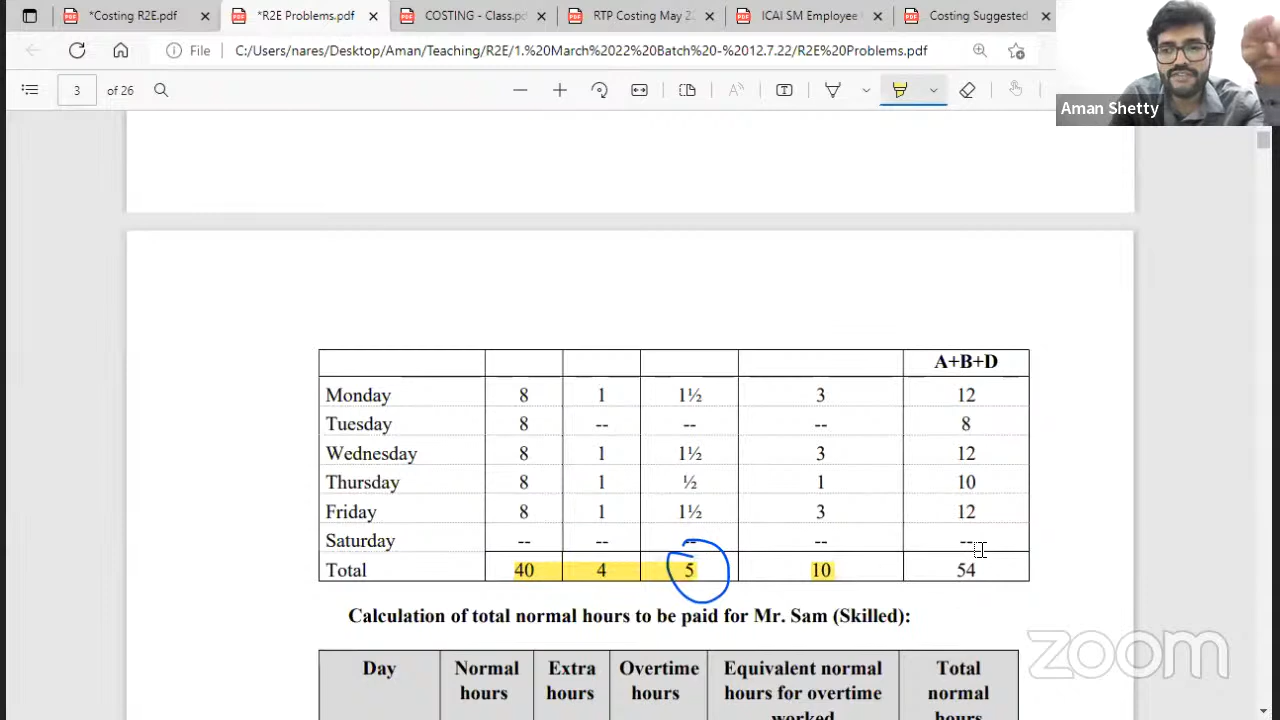 *Costing R2E.pdf
*R2E Problems.pdf
COSTING - Class.pd
RTP Costing May 2
ICAI SM Employee
Costing Suggested
File
C:/Users/nares/Desktop/Aman/Teaching/R2E/1.%20March%2022%20Batch%20-%2012.7.22/R2E%20Problems.pdf
3 of 26
Aman Shetty
A+B+D
Monday 8 1 1½ 3 12
Tuesday 8 -- -- -- 8
Wednesday 8 1 1½ 3 12
Thursday 8 1 ½ 1 10
Friday 8 1 1½ 3 12
Saturday -- -- -- -- --
Total 40 4 5 10 54
Calculation of total normal hours to be paid for Mr. Sam (Skilled):
Day Normal Extra Overtime Equivalent normal Total
hours hours hours hours for overtime normal
worked hours
zoom